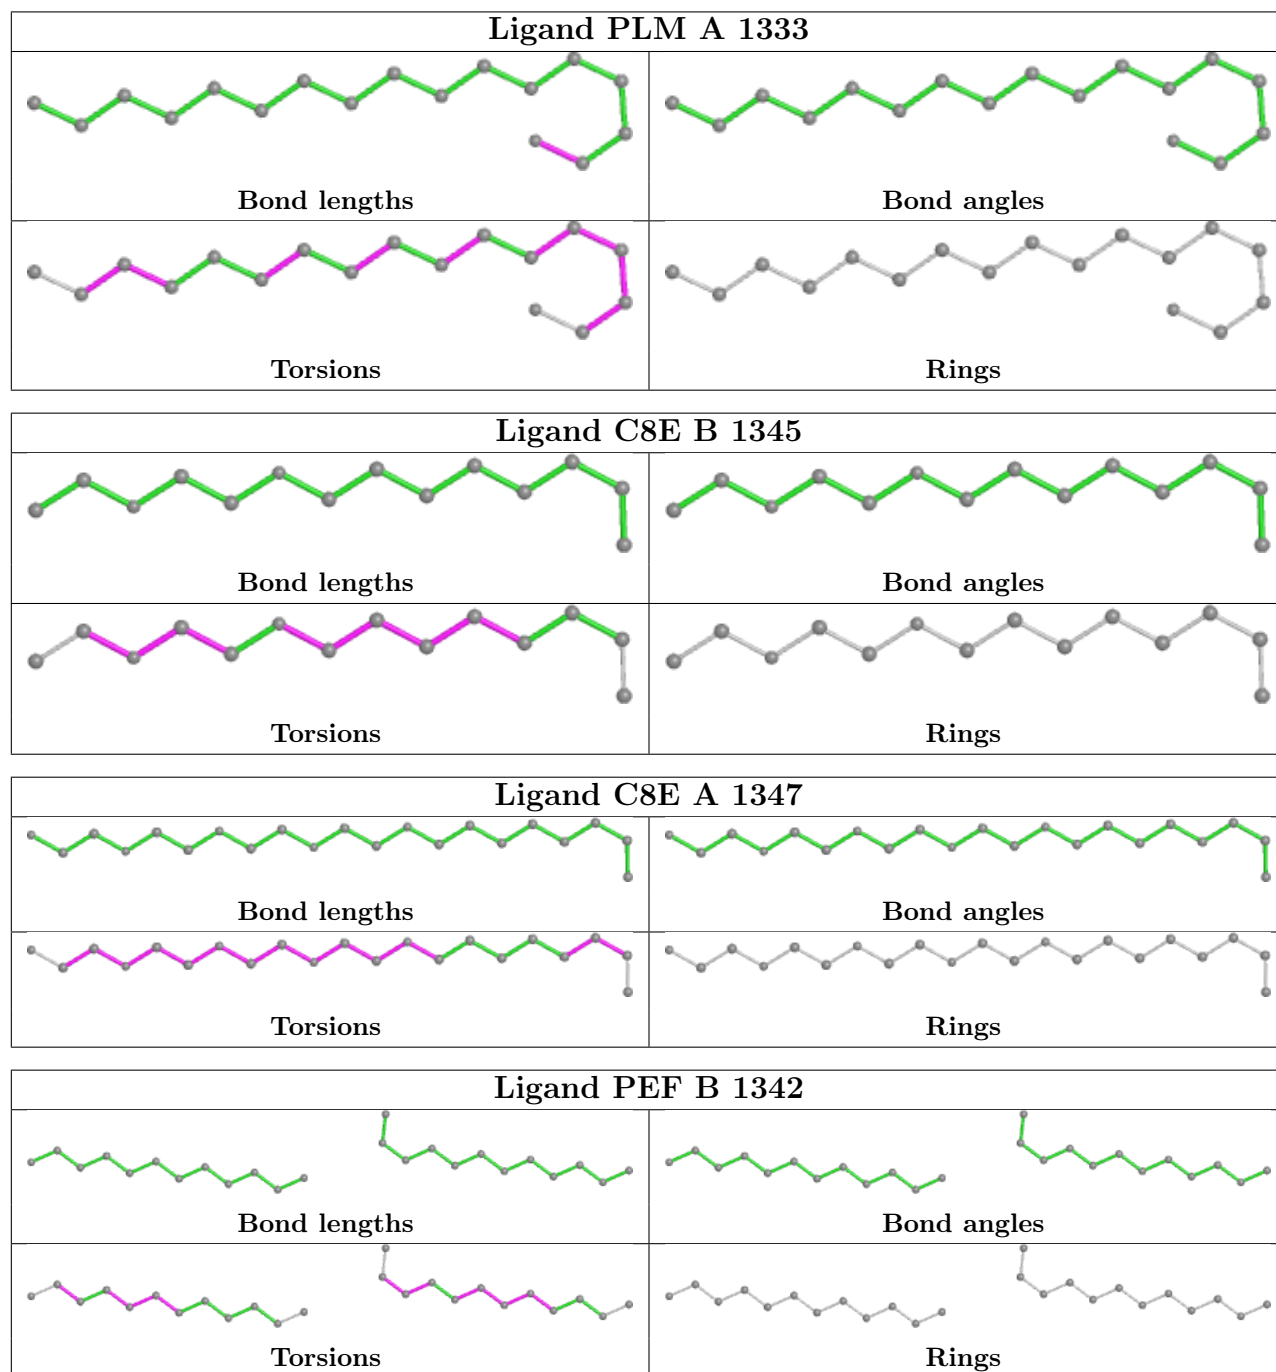 Ligand PLM A 1333
Bond lengths
Bond angles
Torsions
Rings
Ligand C8E B 1345
Bond lengths
Bond angles
Torsions
Rings
Ligand C8E A 1347
Bond lengths
Bond angles
Torsions
Rings
Ligand PEF B 1342
Bond lengths
Bond angles
Torsions
Rings